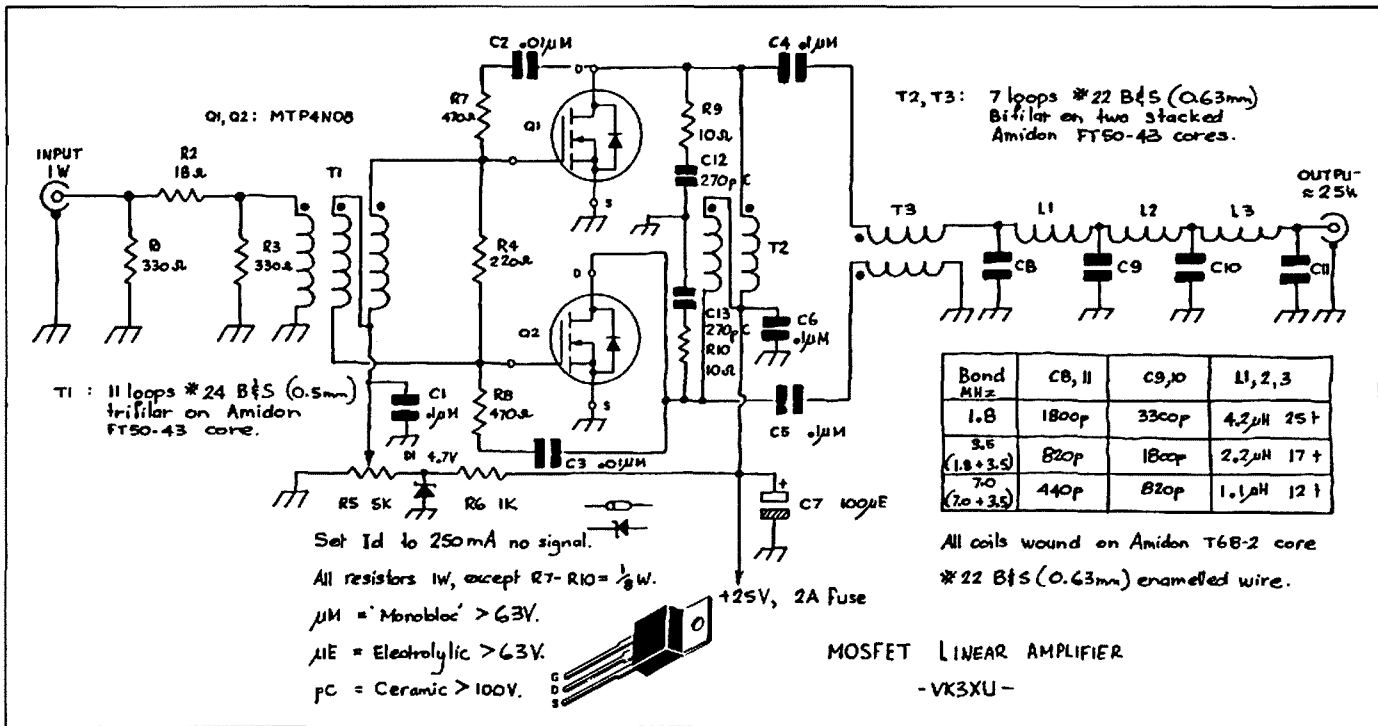 C2 .01µM
C4 .1µM
R7
470Ω
D
Q1
R9
10Ω
C12
270pC
S
Q1, Q2: MTP4N08
T2, T3: 7 loops #22 B&S (0.63mm)
Bifilar on two stacked
Amidon FT50-43 cores.
INPUT
1W
R2
18Ω
T1
330Ω
R3
330Ω
R4
220Ω
D
Q2
S
C13
270pC
R10
10Ω
T2
C6
.1µM
T3
L1
L2
L3
OUTPU-
≈25W
C8
C9
C10
C11
T1 : 11 loops #24 B&S (0.5mm)
trifilar on Amidon
FT50-43 core.
C1
.1µM
R8
470Ω
C3 .01µM
C5 .1µM
D1 4.7V
R5 5K
R6 1K
C7 100µE
Band MHz C8, 11 C9,10 L1, 2, 3
1.8 1800p 3300p 4.2µH 25t
3.5 (1.8+3.5) 820p 1800p 2.2µH 17t
7.0 (7.0+3.5) 440p 820p 1.1µH 12t
Set Id to 250mA no signal.
All resistors 1W, except R7-R10=⅛W.
µM = 'Monobloc' >63V.
µE = Electrolylic >63V.
pC = Ceramic >100V.
G
D
S
+25V, 2A Fuse
All coils wound on Amidon T68-2 core
#22 B&S (0.63mm) enamelled wire.
MOSFET LINEAR AMPLIFIER
-VK3XU-